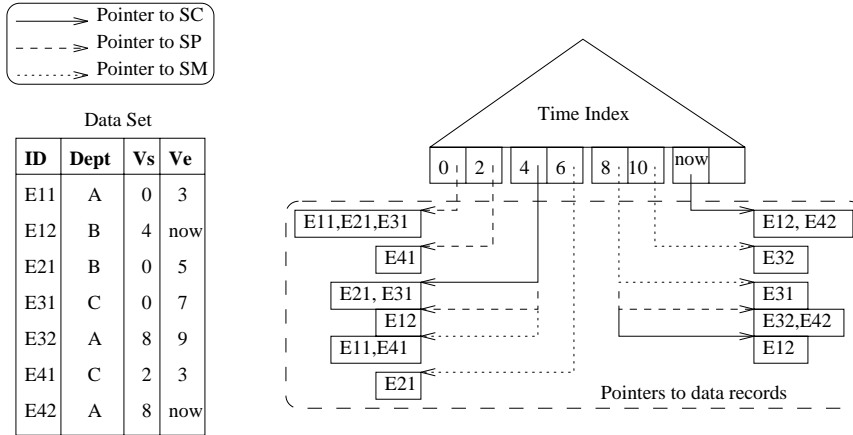 Pointer to SC
Pointer to SP
Pointer to SM
Data Set
ID Dept Vs Ve
E11 A 0 3
E12 B 4 now
E21 B 0 5
E31 C 0 7
E32 A 8 9
E41 C 2 3
E42 A 8 now
Time Index
0 2 4 6 8 10 now
E11,E21,E31
E41
E21, E31
E12
E11,E41
E21
E12, E42
E32
E31
E32,E42
E12
Pointers to data records